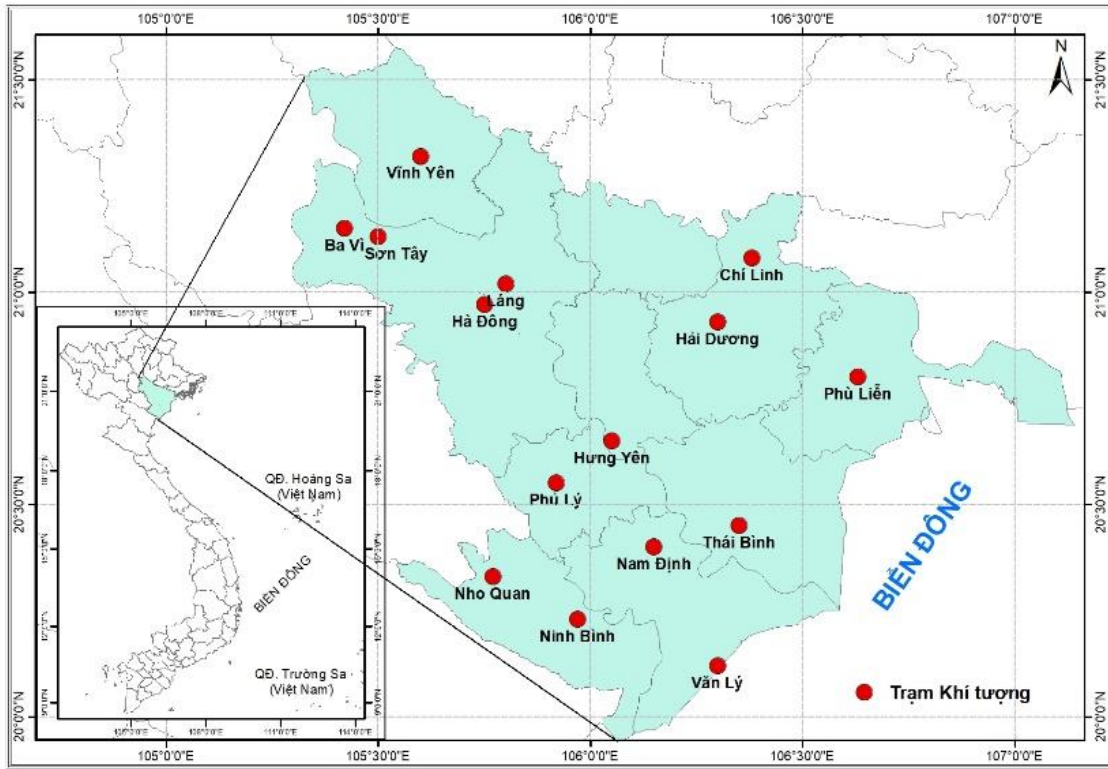 105°0'0"E 105°30'0"E 106°0'0"E 106°30'0"E 107°0'0"E
N
21°30'0"N
21°30'0"N
Vĩnh Yên
Ba Vì
Sơn Tây
Chí Linh
21°0'0"N
21°0'0"N
Láng
Hà Đông
Hải Dương
Phù Liễn
Hưng Yên
Phủ Lý
20°30'0"N
20°30'0"N
Thái Bình
Nam Định
BIỂN ĐÔNG
Nho Quan
Ninh Bình
Văn Lý
Trạm Khí tượng
20°0'0"N
20°0'0"N
QĐ. Hoàng Sa
(Việt Nam)
BIỂN ĐÔNG
QĐ. Trường Sa
(Việt Nam)
105°0'0"E 105°30'0"E 106°0'0"E 106°30'0"E 107°0'0"E